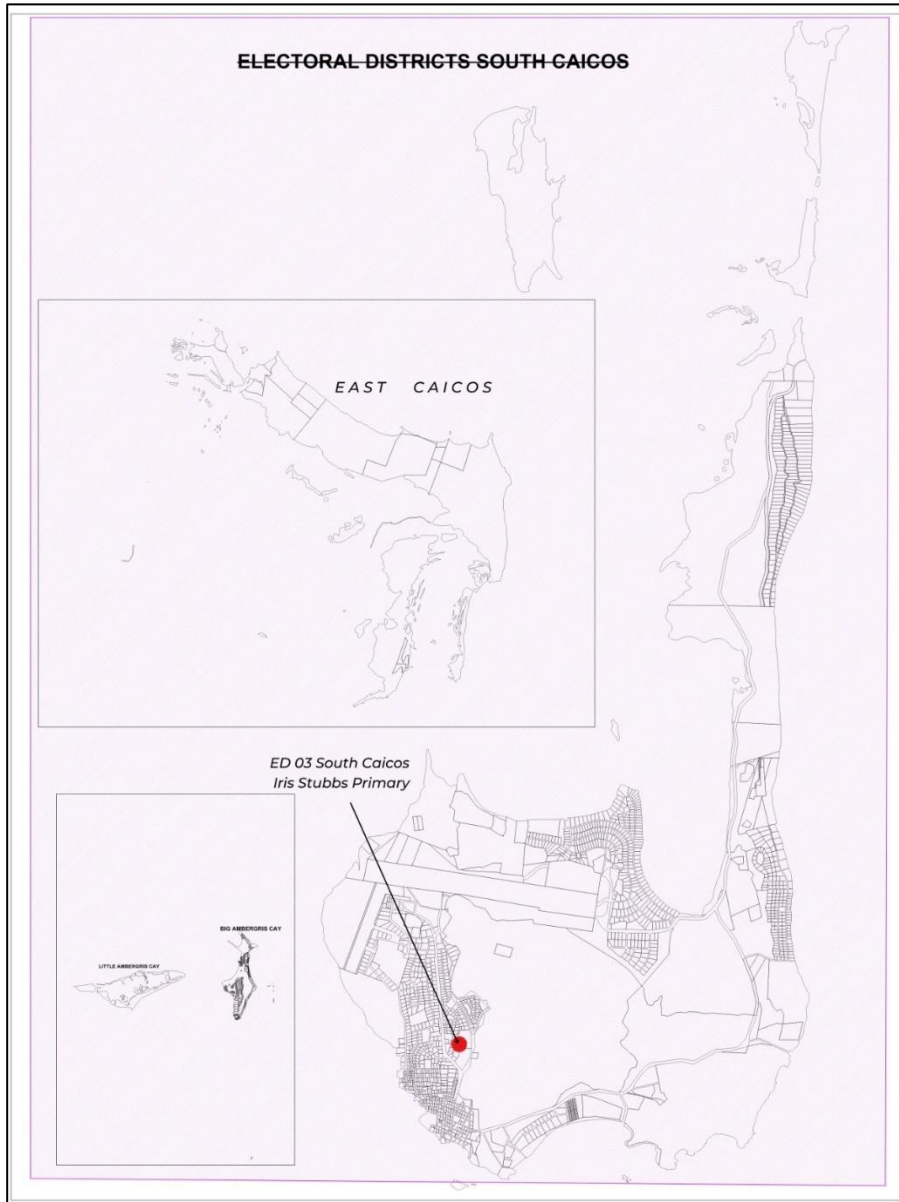 ELECTORAL DISTRICTS SOUTH CAICOS
EAST CAICOS
ED 03 South Caicos
Iris Stubbs Primary
BIG AMBERGRIS CAY
LITTLE AMBERGRIS CAY